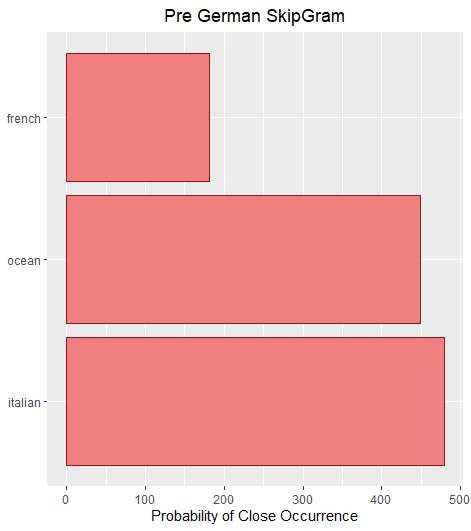 Pre German SkipGram
french
ocean
italian
0 100 200 300 400 500
Probability of Close Occurrence